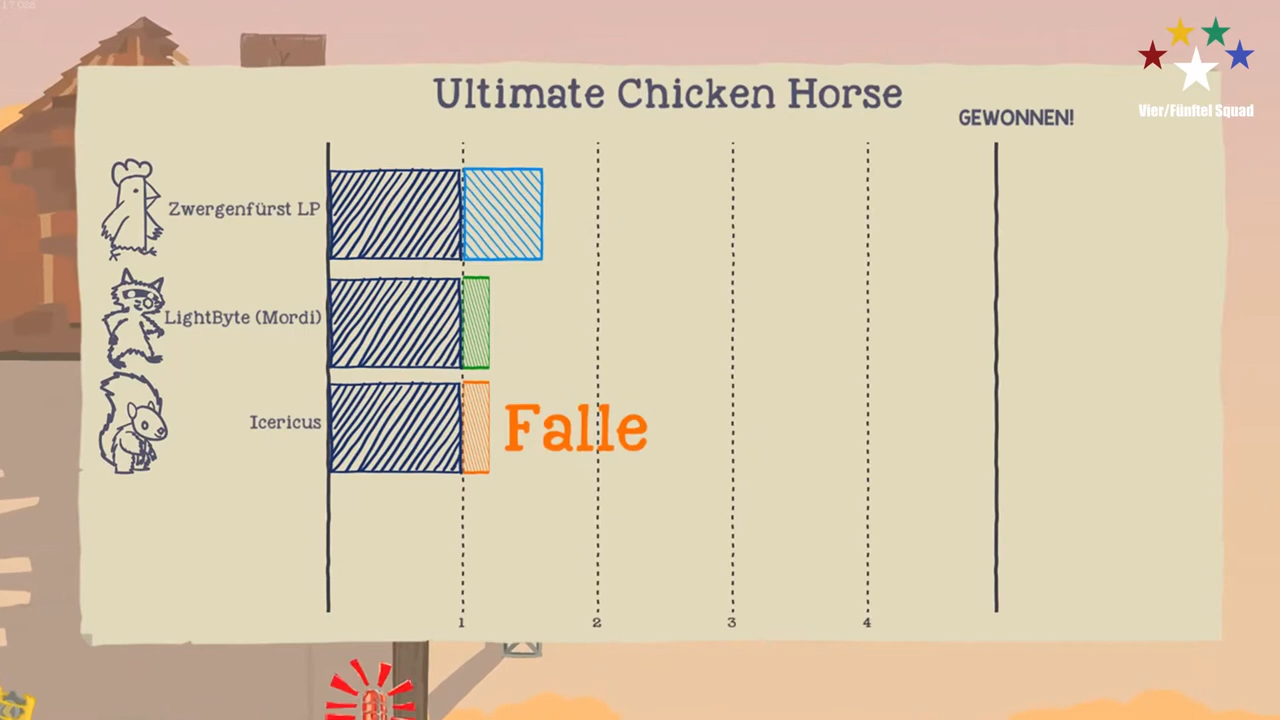 Ultimate Chicken Horse
GEWONNEN!
Vier/Fünftel Squad
Zwergenfürst LP
LightByte (Mordi)
Icericus
Falle
1 2 3 4